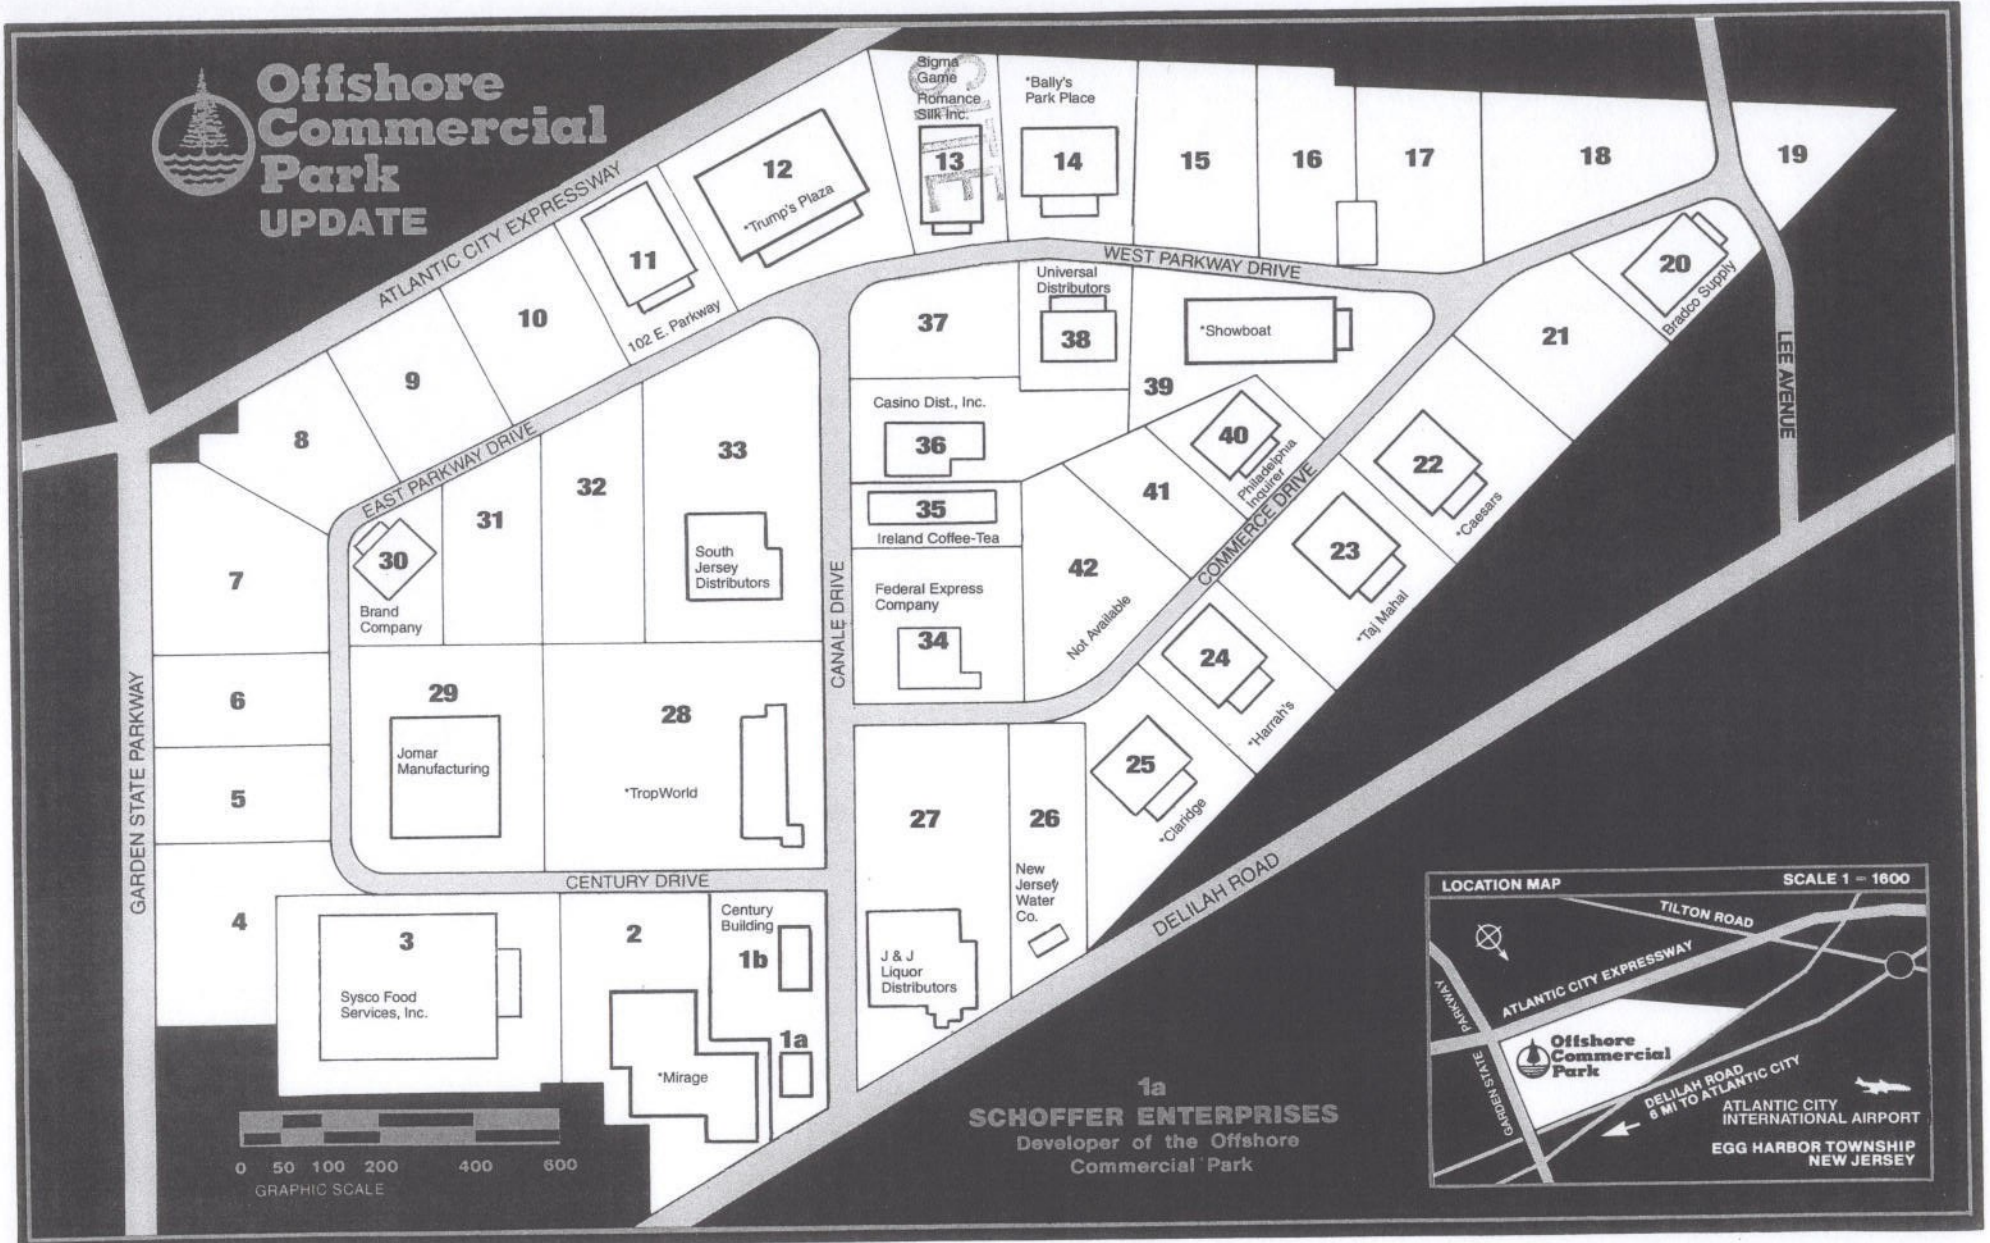 Offshore
Commercial
Park
UPDATE
ATLANTIC CITY EXPRESSWAY
GARDEN STATE PARKWAY
EAST PARKWAY DRIVE
WEST PARKWAY DRIVE
CANALE DRIVE
COMMERCE DRIVE
CENTURY DRIVE
LEE AVENUE
DELILAH ROAD
1a
1b
Century
Building
2
*Mirage
3
Sysco Food
Services, Inc.
4
5
6
7
8
9
10
11
102 E. Parkway
12
*Trump's Plaza
Sigma
Game
Romance
Silk Inc.
13
SITE
*Bally's
Park Place
14
15
16
17
18
19
20
Bradco Supply
21
22
*Caesars
23
*Taj Mahal
24
*Harrah's
25
*Claridge
26
New
Jersey
Water
Co.
27
J & J
Liquor
Distributors
28
*TropWorld
29
Jomar
Manufacturing
30
Brand
Company
31
32
33
South
Jersey
Distributors
Federal Express
Company
34
35
Ireland Coffee-Tea
Casino Dist., Inc.
36
37
Universal
Distributors
38
*Showboat
39
40
Philadelphia
Inquirer
41
42
Not Available
0 50 100 200 400 600
GRAPHIC SCALE
1a
SCHOFFER ENTERPRISES
Developer of the Offshore
Commercial Park
LOCATION MAP SCALE 1 = 1600
TILTON ROAD
ATLANTIC CITY EXPRESSWAY
GARDEN STATE PARKWAY
Offshore
Commercial
Park
DELILAH ROAD
6 MI TO ATLANTIC CITY
ATLANTIC CITY
INTERNATIONAL AIRPORT
EGG HARBOR TOWNSHIP
NEW JERSEY